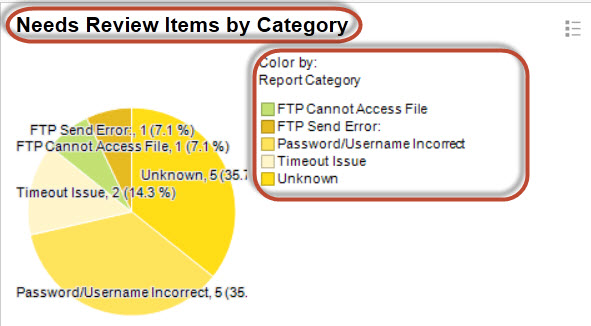 Needs Review Items by Category
Color by:
Report Category
FTP Cannot Access File
FTP Send Error:
Password/Username Incorrect
Timeout Issue
Unknown
FTP Send Error:, 1 (7.1 %)
FTP Cannot Access File, 1 (7.1 %)
Unknown, 5 (35.7
Timeout Issue, 2 (14.3 %)
Password/Username Incorrect, 5 (35.